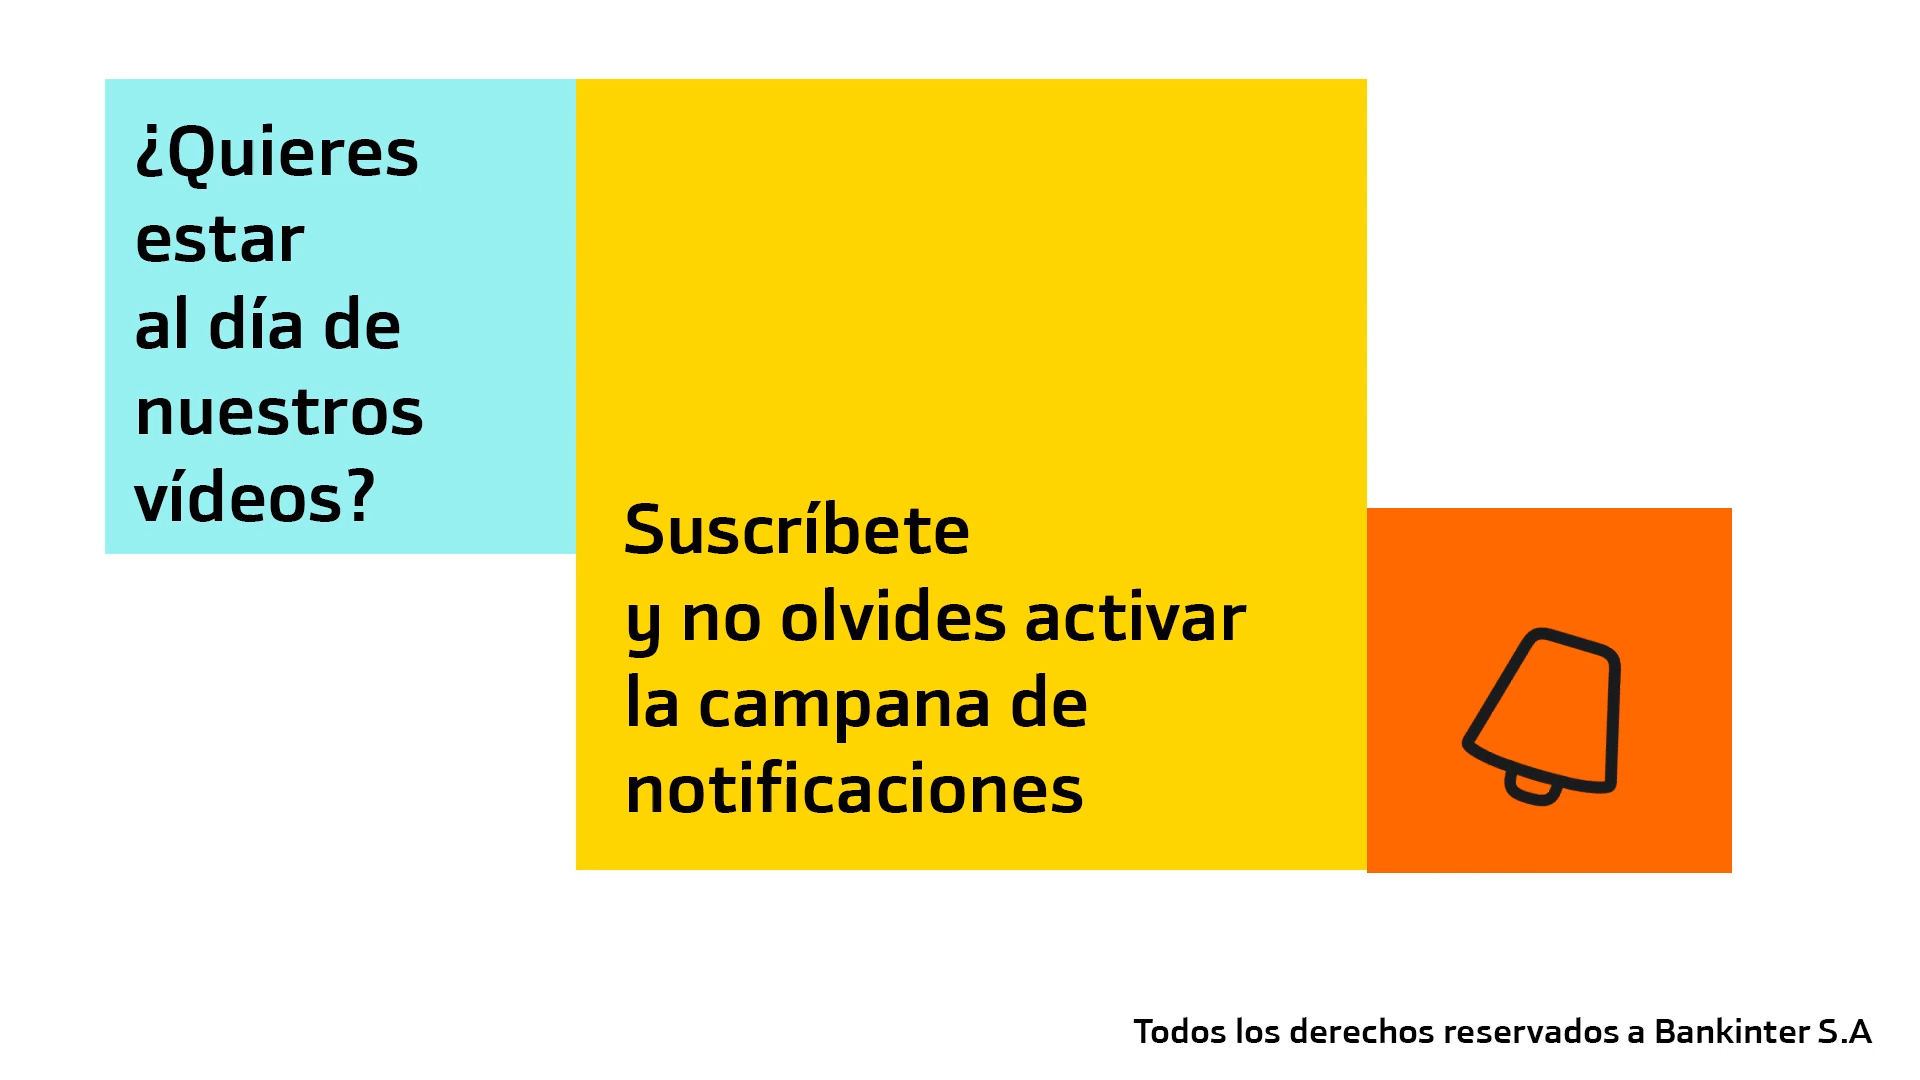 ¿Quieres
estar
al día de
nuestros
vídeos?
Suscríbete
y no olvides activar
la campana de
notificaciones
Todos los derechos reservados a Bankinter S.A